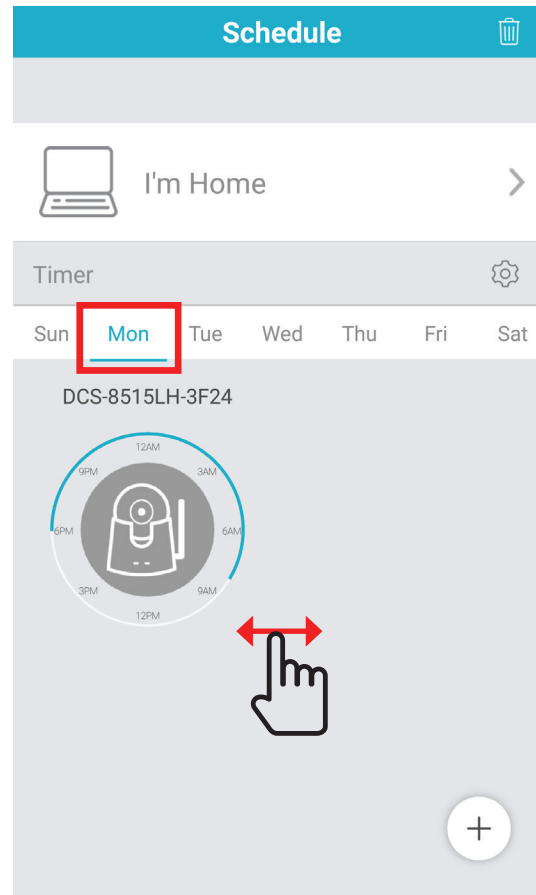 Schedule
I'm Home
Timer
Sun Mon Tue Wed Thu Fri Sat
DCS-8515LH-3F24
12AM
9PM 3AM
6PM 6AM
3PM 9AM
12PM